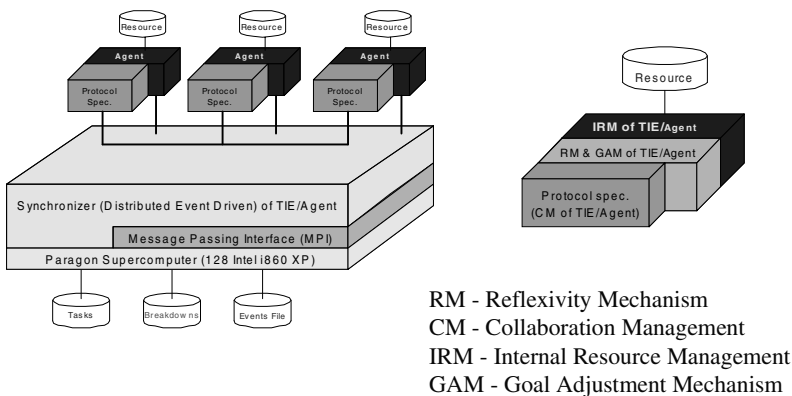 Resource
Resource
Resource
Agent
Agent
Agent
Protocol
Spec.
Protocol
Spec.
Protocol
Spec.
Synchronizer (Distributed Event Driven) of TIE/Agent
Message Passing Interface (MPI)
Paragon Supercomputer (128 Intel i860 XP)
Tasks
Breakdowns
Events File
Resource
IRM of TIE/Agent
RM & GAM of TIE/Agent
Protocol spec.
(CM of TIE/Agent)
RM - Reflexivity Mechanism
CM - Collaboration Management
IRM - Internal Resource Management
GAM - Goal Adjustment Mechanism